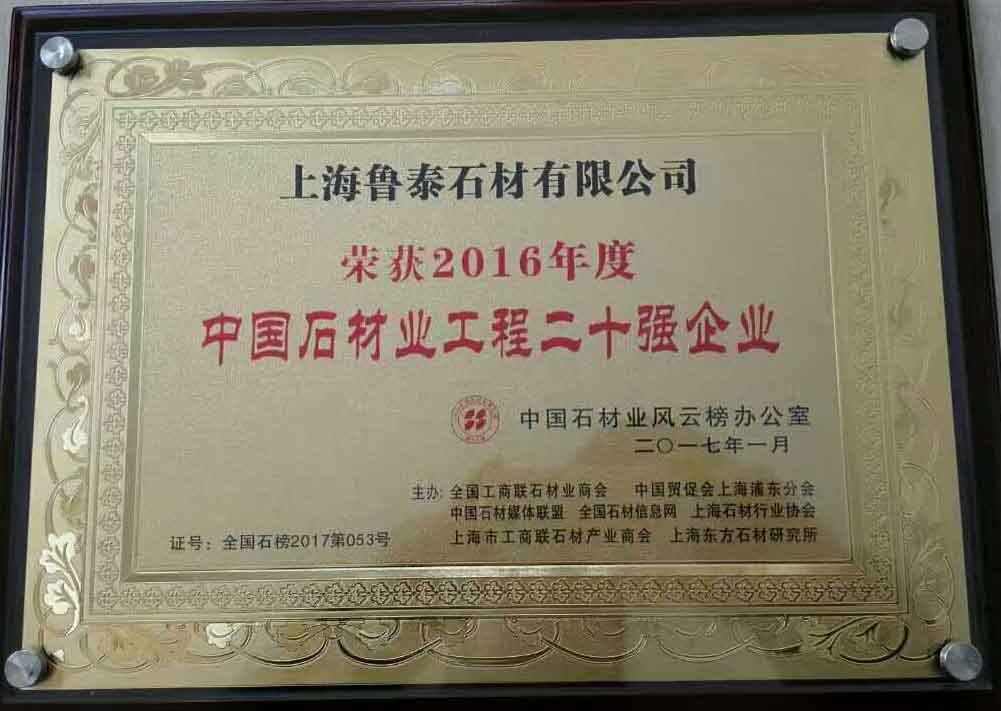 上海鲁泰石材有限公司
荣获2016年度
中国石材业工程二十强企业
中国石材业风云榜办公室
二〇一七年一月
主办: 全国工商联石材业商会 中国贸促会上海浦东分会
中国石材媒体联盟 全国石材信息网 上海石材行业协会
证号: 全国石榜2017第053号 上海市工商联石材产业商会 上海东方石材研究所